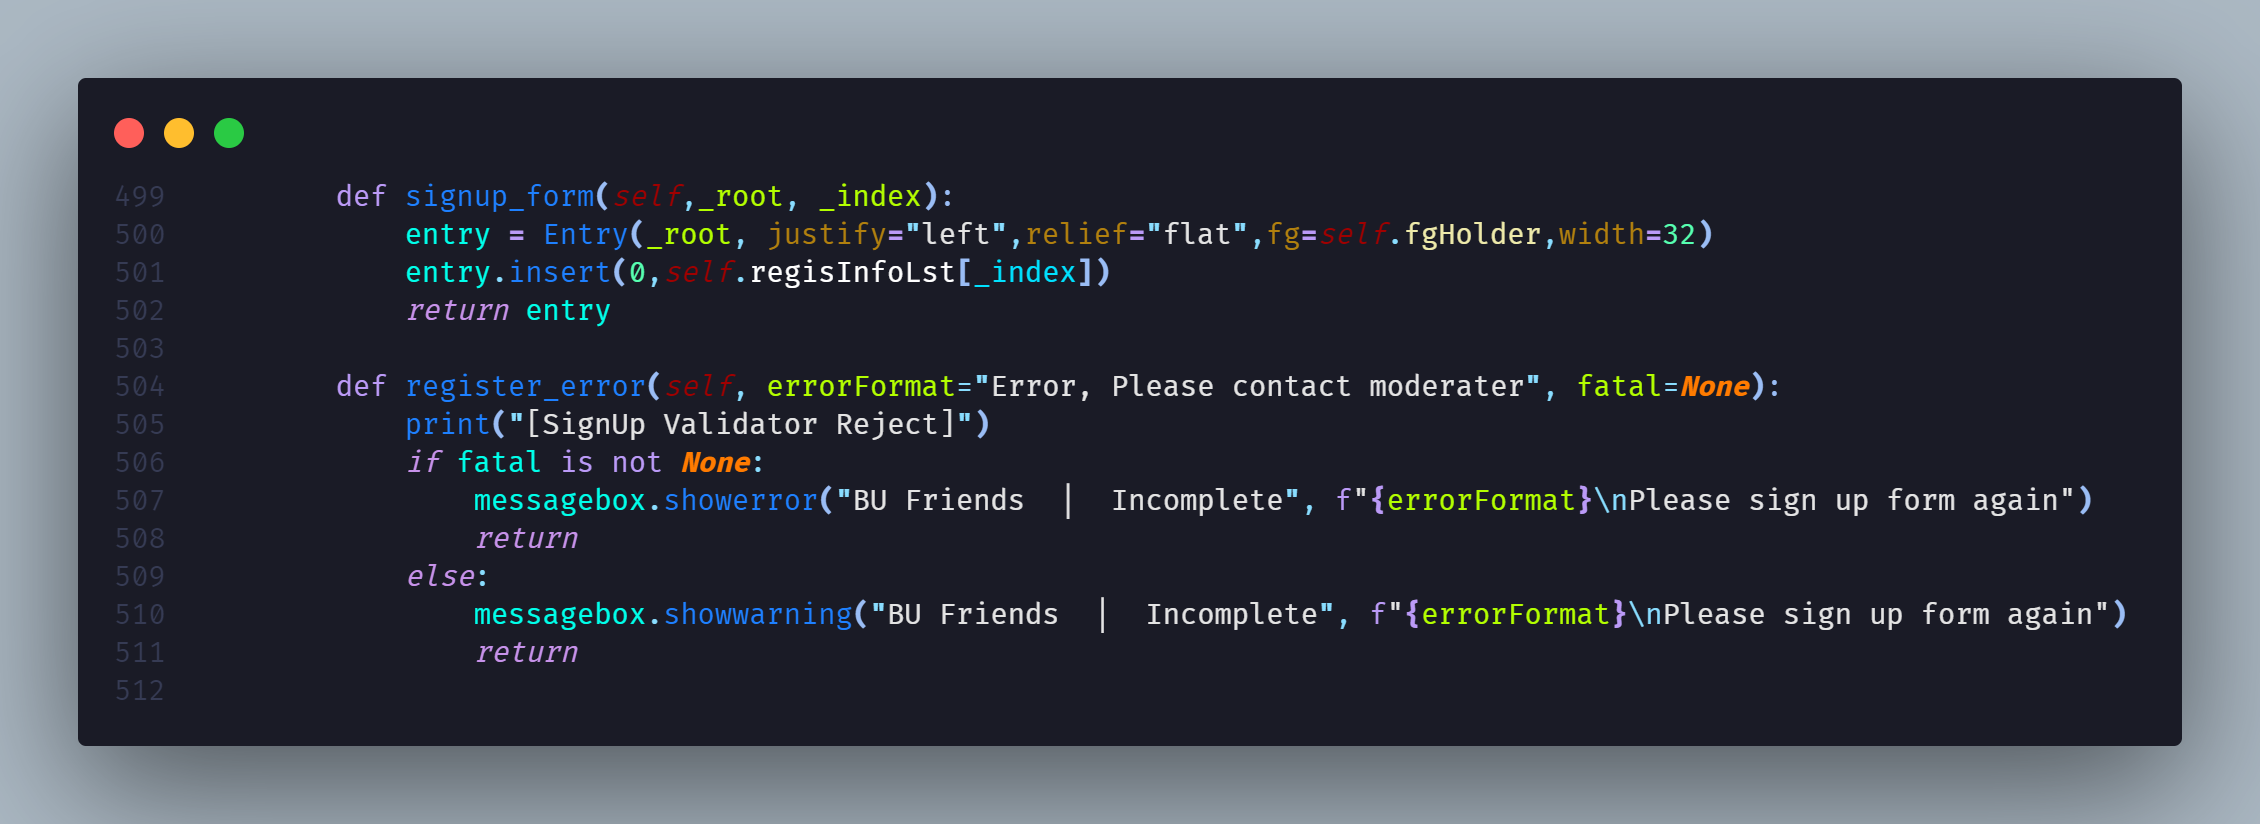 499 def signup_form(self,_root, _index):
500 entry = Entry(_root, justify="left",relief="flat",fg=self.fgHolder,width=32)
501 entry.insert(0,self.regisInfoLst[_index])
502 return entry
503
504 def register_error(self, errorFormat="Error, Please contact moderater", fatal=None):
505 print("[SignUp Validator Reject]")
506 if fatal is not None:
507 messagebox.showerror("BU Friends  |  Incomplete", f"{errorFormat}\nPlease sign up form again")
508 return
509 else:
510 messagebox.showwarning("BU Friends  |  Incomplete", f"{errorFormat}\nPlease sign up form again")
511 return
512